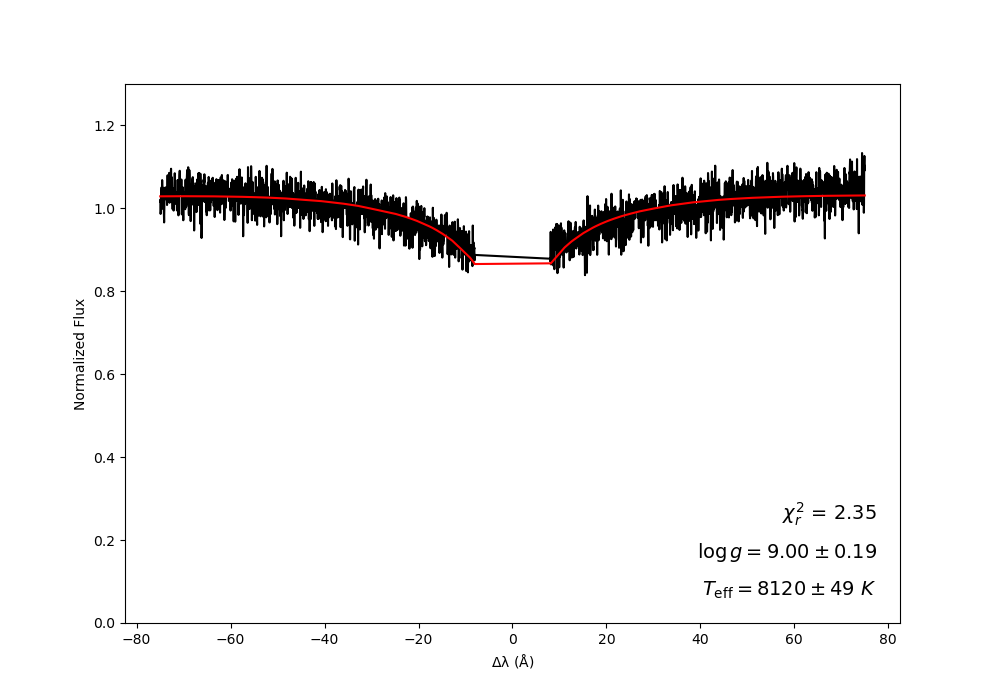 1.2
1.0
0.8
0.6
0.4
0.2
0.0
Normalized Flux
χ²ᵣ = 2.35
log g = 9.00 ± 0.19
T_eff = 8120 ± 49 K
−80 −60 −40 −20 0 20 40 60 80
Δλ (Å)